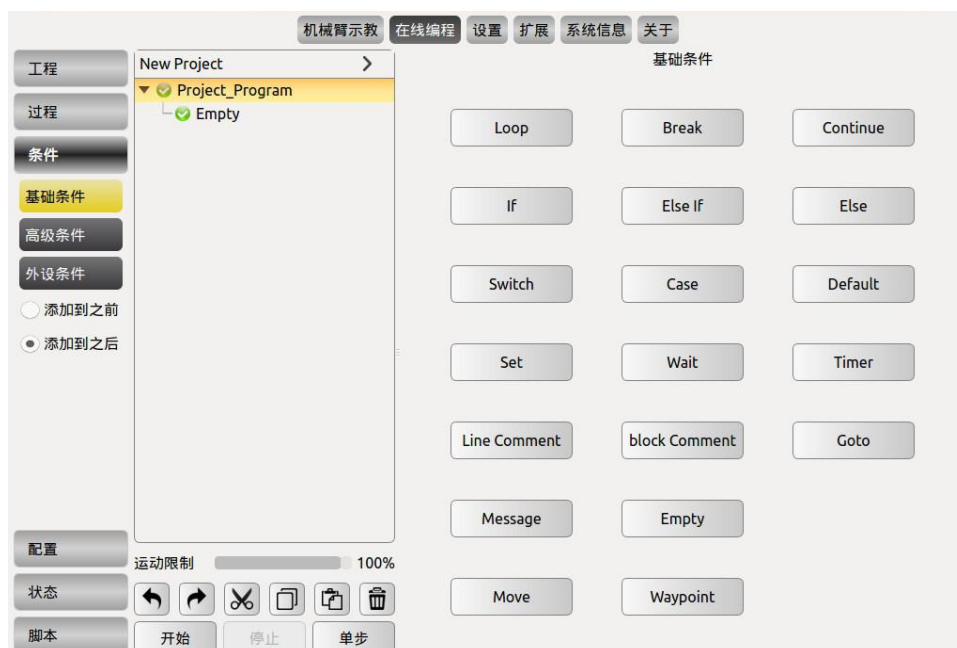 机械臂示教 在线编程 设置 扩展 系统信息 关于
工程
过程
条件
基础条件
高级条件
外设条件
添加到之前
添加到之后
配置
状态
脚本
New Project
Project_Program
Empty
运动限制 100%
开始 停止 单步
基础条件
Loop Break Continue
If Else If Else
Switch Case Default
Set Wait Timer
Line Comment block Comment Goto
Message Empty
Move Waypoint